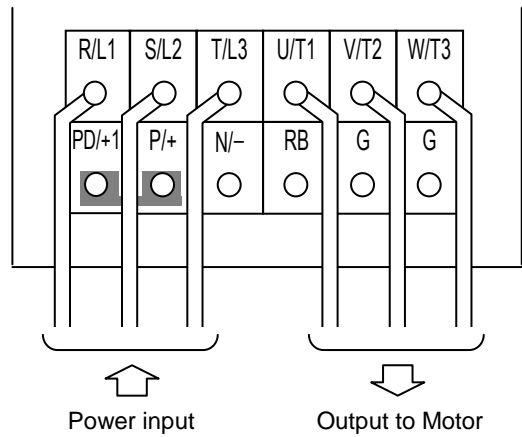 R/L1 S/L2 T/L3 U/T1 V/T2 W/T3
PD/+1 P/+ N/− RB G G
Power input Output to Motor